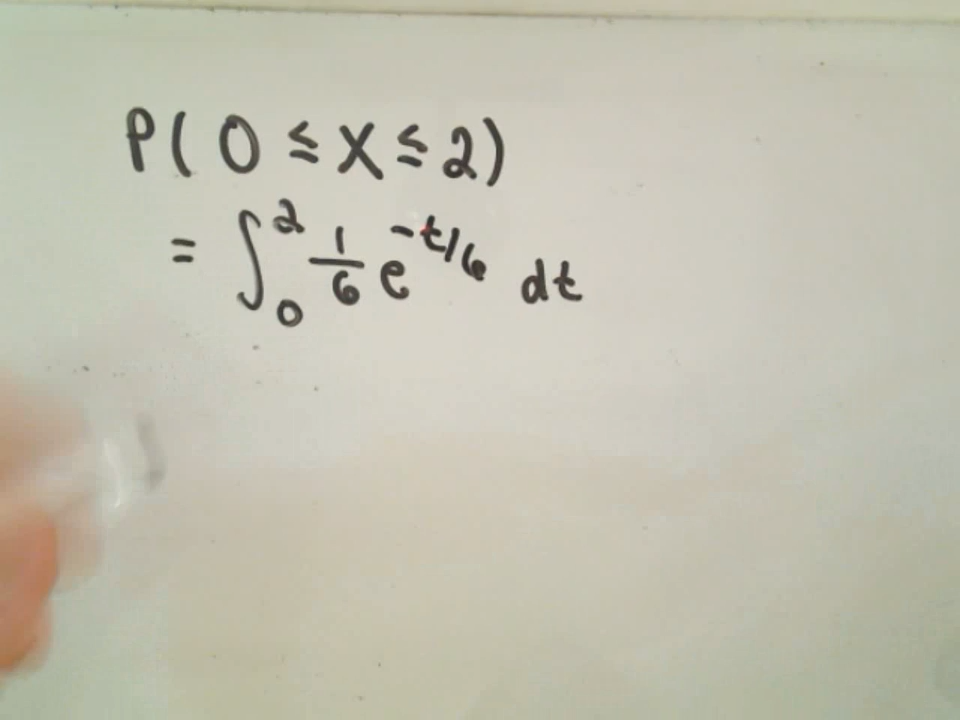 P( 0 ≤ X ≤ 2)
= ∫₀² 1/6 e^(-t/6) dt